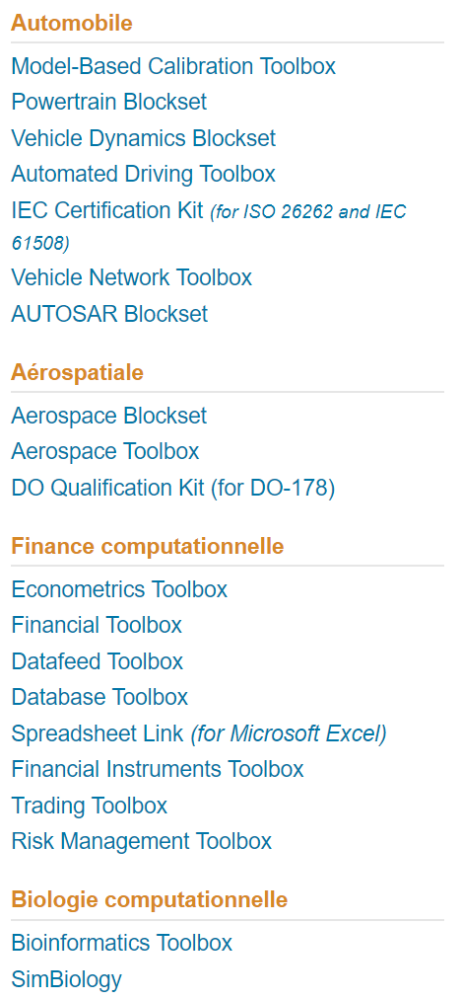 Automobile
Model-Based Calibration Toolbox
Powertrain Blockset
Vehicle Dynamics Blockset
Automated Driving Toolbox
IEC Certification Kit (for ISO 26262 and IEC
61508)
Vehicle Network Toolbox
AUTOSAR Blockset
Aérospatiale
Aerospace Blockset
Aerospace Toolbox
DO Qualification Kit (for DO-178)
Finance computationnelle
Econometrics Toolbox
Financial Toolbox
Datafeed Toolbox
Database Toolbox
Spreadsheet Link (for Microsoft Excel)
Financial Instruments Toolbox
Trading Toolbox
Risk Management Toolbox
Biologie computationnelle
Bioinformatics Toolbox
SimBiology